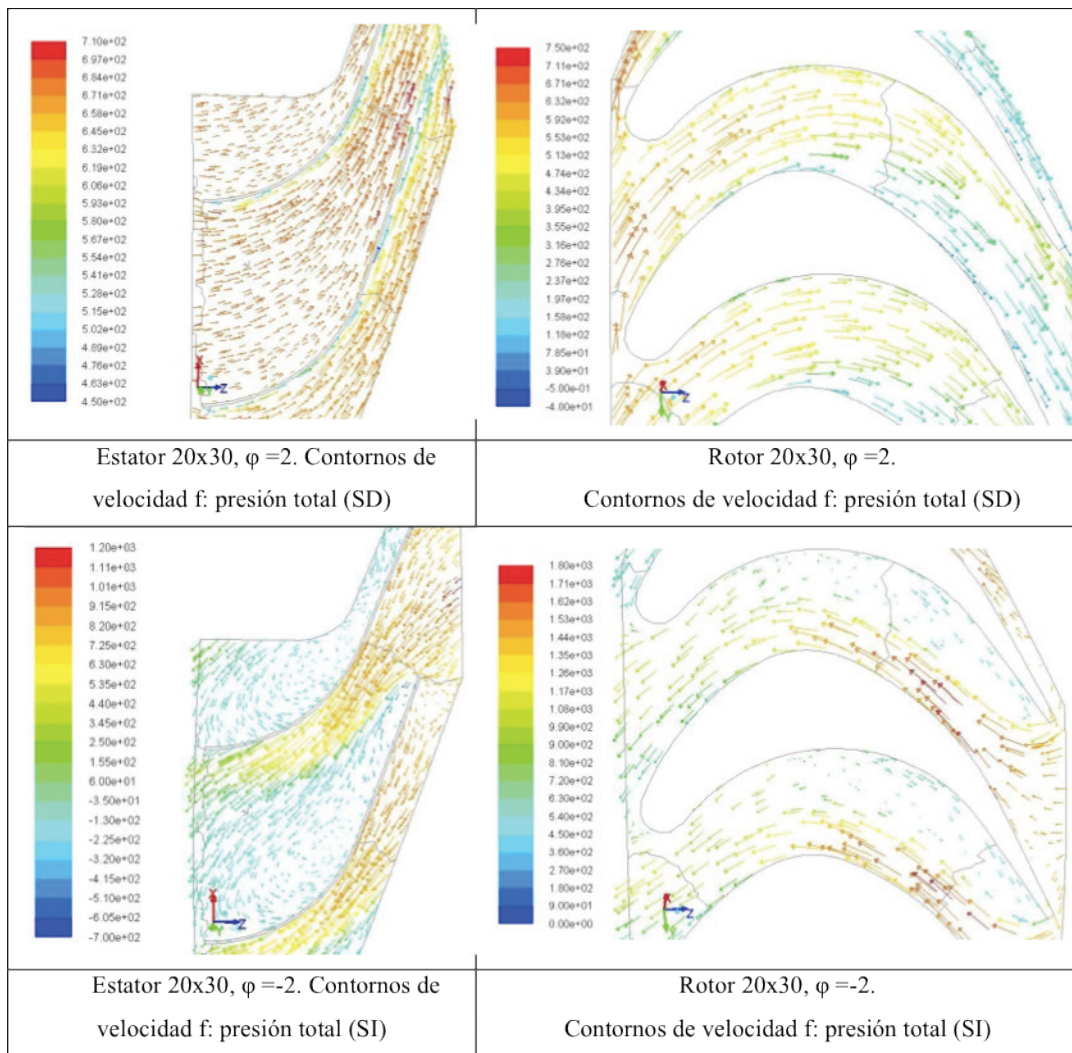 7.10e+02
6.97e+02
6.84e+02
6.71e+02
6.58e+02
6.45e+02
6.32e+02
6.19e+02
6.06e+02
5.93e+02
5.80e+02
5.67e+02
5.54e+02
5.41e+02
5.28e+02
5.15e+02
5.02e+02
4.89e+02
4.76e+02
4.63e+02
4.50e+02
X
Z
7.50e+02
7.11e+02
6.71e+02
6.32e+02
5.92e+02
5.53e+02
5.13e+02
4.74e+02
4.34e+02
3.95e+02
3.55e+02
3.16e+02
2.76e+02
2.37e+02
1.97e+02
1.58e+02
1.18e+02
7.85e+01
3.90e+01
-5.00e-01
-4.00e+01
X
Z
Estator 20x30, φ =2. Contornos de
velocidad f: presión total (SD)
Rotor 20x30, φ =2.
Contornos de velocidad f: presión total (SD)
1.20e+03
1.11e+03
1.01e+03
9.15e+02
8.20e+02
7.25e+02
6.30e+02
5.35e+02
4.40e+02
3.45e+02
2.50e+02
1.55e+02
6.00e+01
-3.50e+01
-1.30e+02
-2.25e+02
-3.20e+02
-4.15e+02
-5.10e+02
-6.05e+02
-7.00e+02
X
Z
1.80e+03
1.71e+03
1.62e+03
1.53e+03
1.44e+03
1.35e+03
1.26e+03
1.17e+03
1.08e+03
9.90e+02
9.00e+02
8.10e+02
7.20e+02
6.30e+02
5.40e+02
4.50e+02
3.60e+02
2.70e+02
1.80e+02
9.00e+01
0.00e+00
X
Z
Estator 20x30, φ =-2. Contornos de
velocidad f: presión total (SI)
Rotor 20x30, φ =-2.
Contornos de velocidad f: presión total (SI)